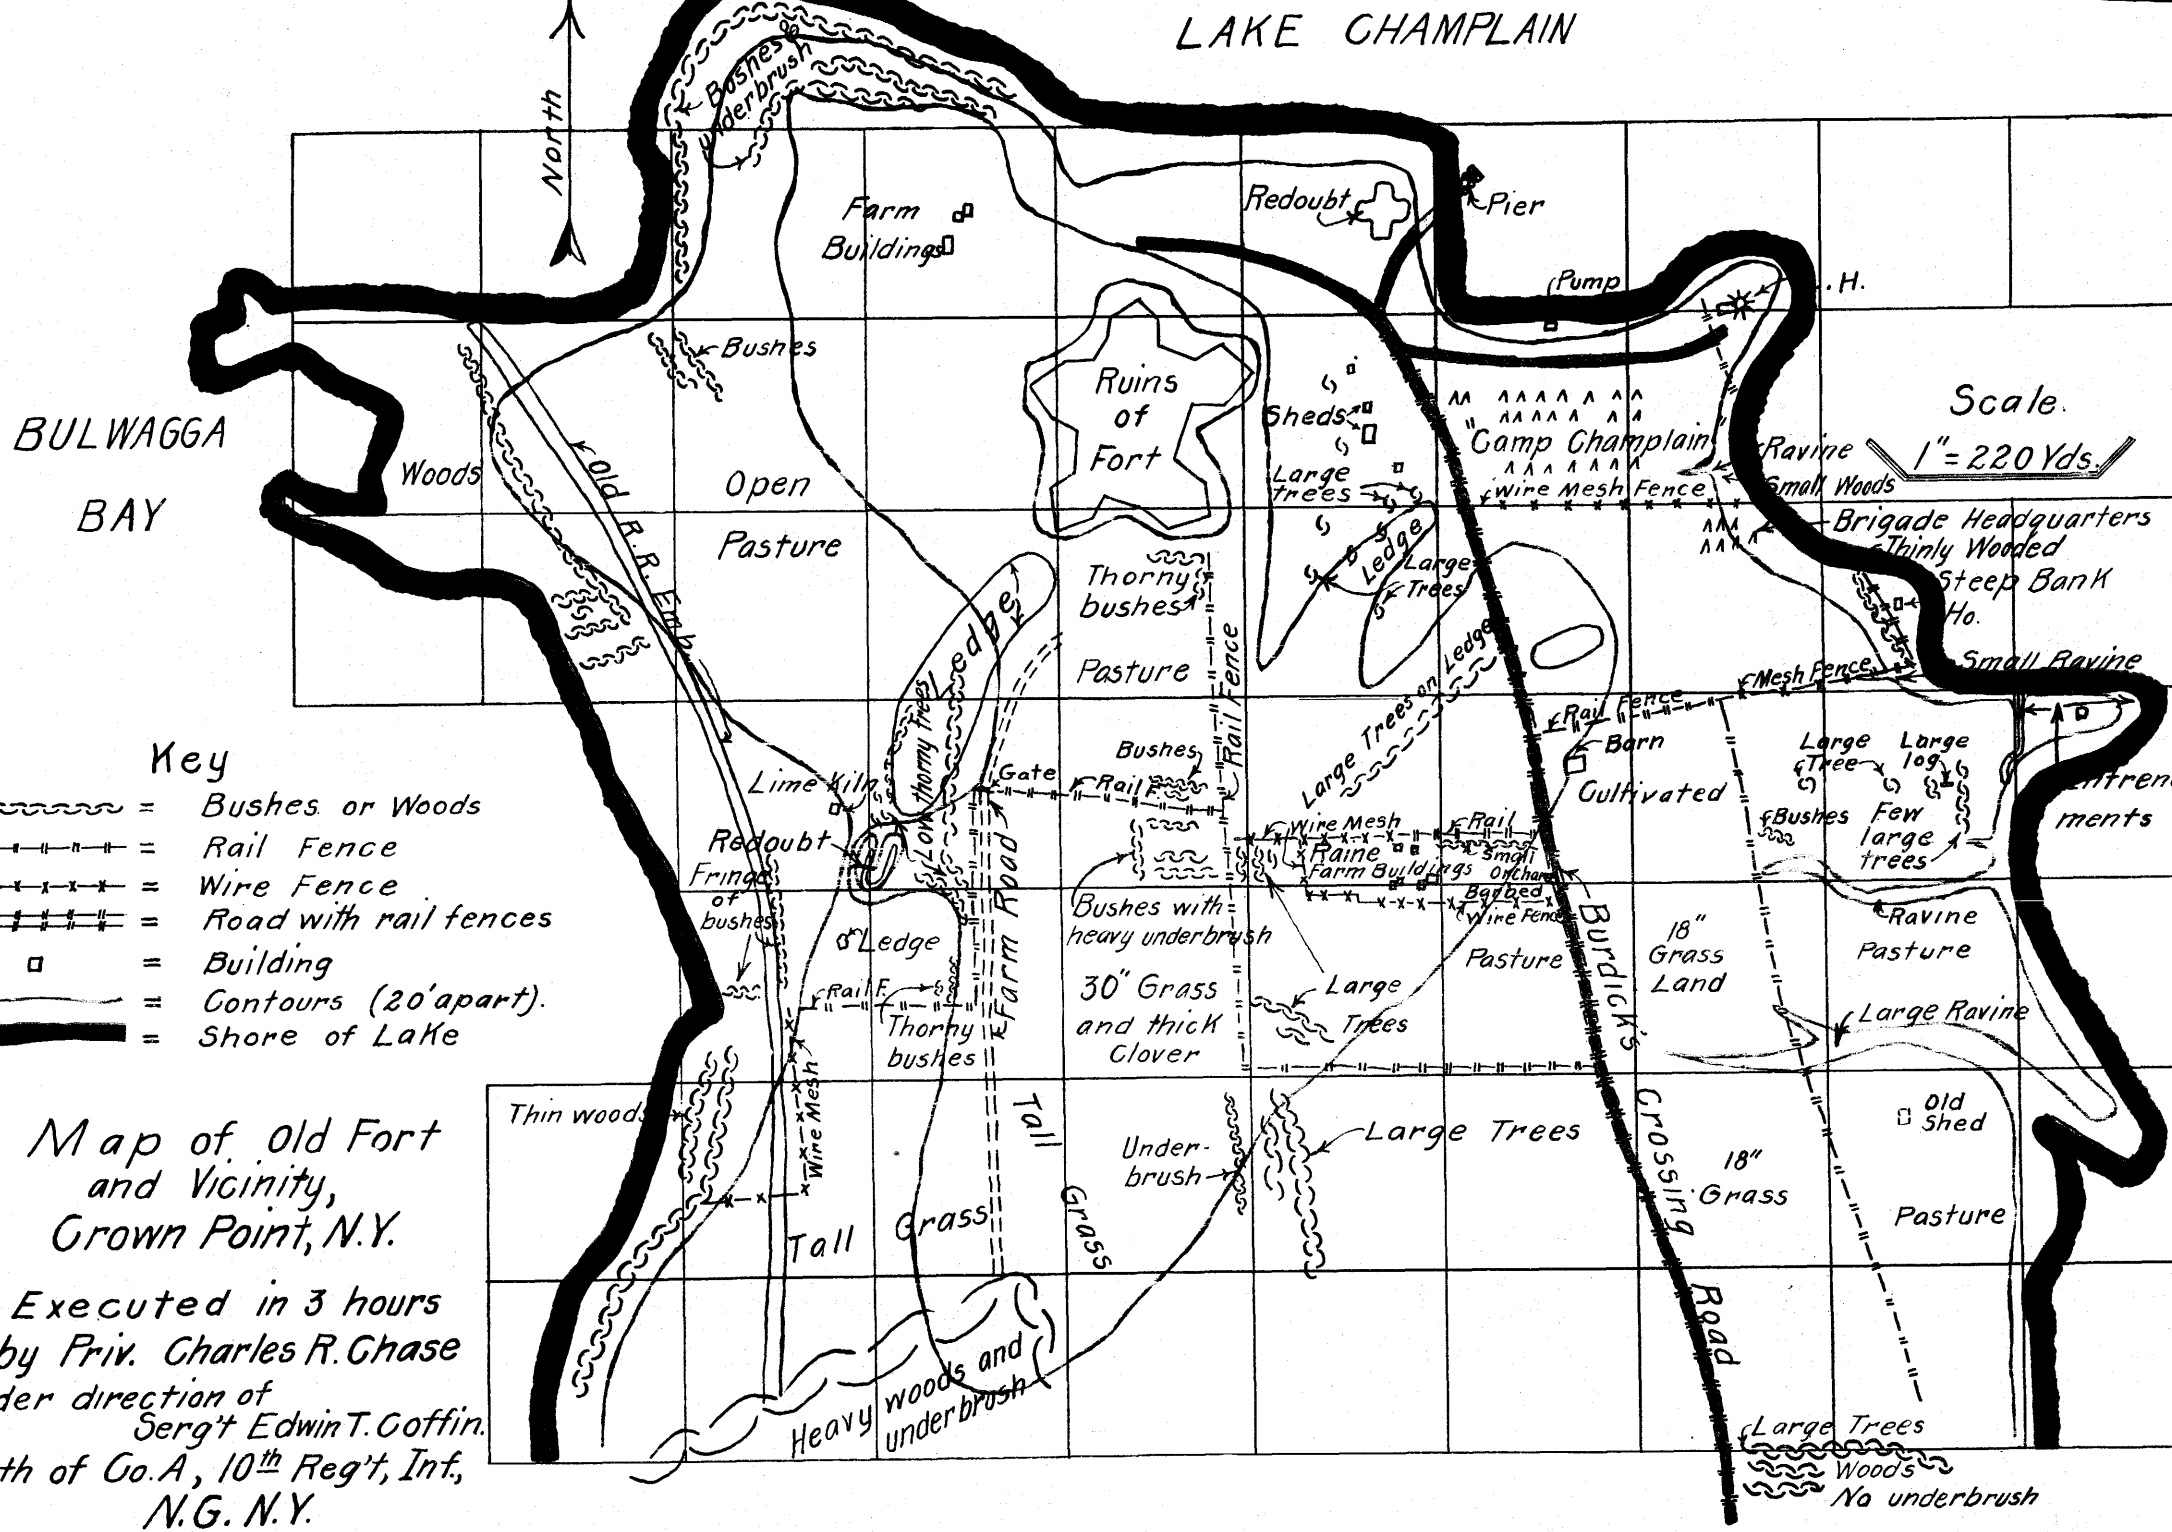 LAKE CHAMPLAIN
North
Bushes &
underbrush
Farm
Buildings
Redoubt
Pier
Pump
. H.
Bushes
Ruins
of
Fort
Sheds
Camp Champlain
Large
trees
Wire Mesh Fence
Ravine
Small Woods
Scale.
1" = 220 Yds.
BULWAGGA
BAY
Woods
Old R. R. Emb.
Open
Pasture
Brigade Headquarters
Thinly Wooded
Steep Bank
Ho.
Ledge
Large
Trees
Thorny
bushes
Pasture
Rail Fence
Ledge
Low thorny trees
Large Trees on Ledge
Small Ravine
Mesh Fence
Rail Fence
Barn
Cultivated
Large
Tree
Large
log
Bushes
Few
large
trees
Entrench
ments
Key
= Bushes or Woods
= Rail Fence
= Wire Fence
= Road with rail fences
= Building
= Contours (20' apart).
= Shore of Lake
Lime Kiln
Redoubt
Fringe
of
bushes
Gate
Rail F.
Bushes
Wire Mesh
Rail
Raine
Farm Buildings
Small
Orchard
Barbed
Wire Fence
Bushes with
heavy underbrush
Ledge
Farm Road
Rail F.
Thorny
bushes
Wire Mesh
30" Grass
and thick
Clover
Large
Trees
Pasture
Burdick's Crossing Road
18"
Grass
Land
Ravine
Pasture
Large Ravine
Old
Shed
18"
Grass
Pasture
Thin woods
Tall Grass
Tall Grass
Under-
brush
Large Trees
Heavy woods and
underbrush
Large Trees
Woods
No underbrush
Map of Old Fort
and Vicinity,
Crown Point, N.Y.
Executed in 3 hours
by Priv. Charles R. Chase
der direction of
Serg't Edwin T. Coffin.
th of Co. A, 10th Reg't, Inf.,
N.G. N.Y.